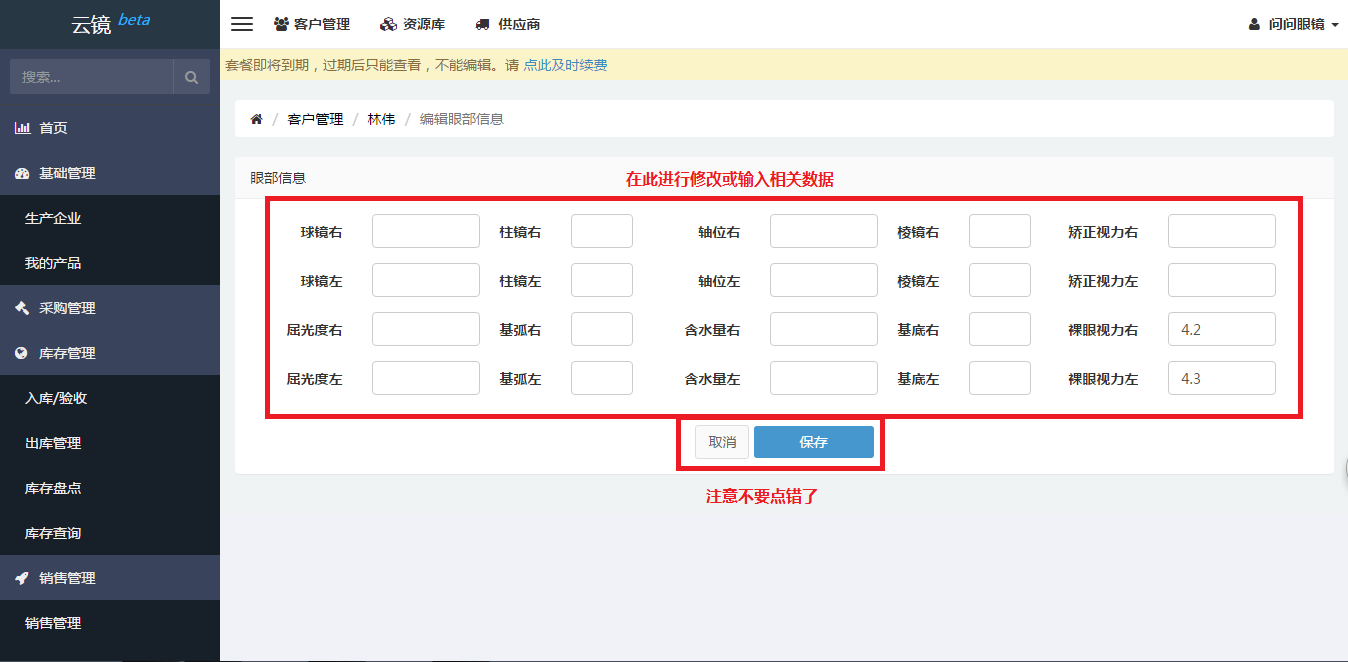 云镜 beta
客户管理 资源库 供应商 问问眼镜
套餐即将到期，过期后只能查看，不能编辑。请 点此及时续费
搜索...
首页
基础管理
生产企业
我的产品
采购管理
库存管理
入库/验收
出库管理
库存盘点
库存查询
销售管理
销售管理
/ 客户管理 / 林伟 / 编辑眼部信息
眼部信息
在此进行修改或输入相关数据
球镜右 柱镜右 轴位右 棱镜右 矫正视力右
球镜左 柱镜左 轴位左 棱镜左 矫正视力左
屈光度右 基弧右 含水量右 基底右 裸眼视力右 4.2
屈光度左 基弧左 含水量左 基底左 裸眼视力左 4.3
取消 保存
注意不要点错了